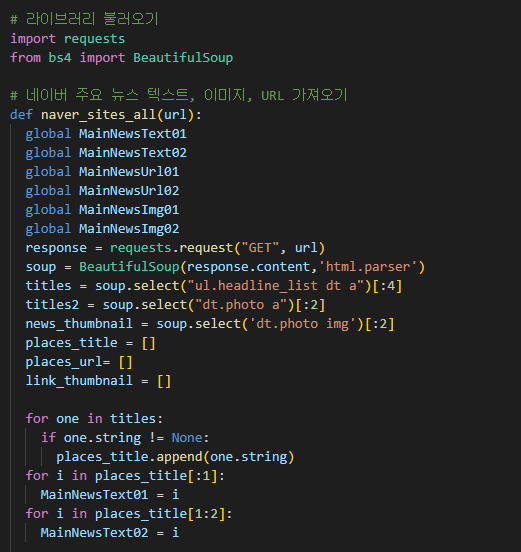 # 라이브러리 불러오기
import requests
from bs4 import BeautifulSoup
# 네이버 주요 뉴스 텍스트, 이미지, URL 가져오기
def naver_sites_all(url):
global MainNewsText01
global MainNewsText02
global MainNewsUrl01
global MainNewsUrl02
global MainNewsImg01
global MainNewsImg02
response = requests.request("GET", url)
soup = BeautifulSoup(response.content,'html.parser')
titles = soup.select("ul.headline_list dt a")[:4]
titles2 = soup.select("dt.photo a")[:2]
news_thumbnail = soup.select('dt.photo img')[:2]
places_title = []
places_url= []
link_thumbnail = []
for one in titles:
if one.string != None:
places_title.append(one.string)
for i in places_title[:1]:
MainNewsText01 = i
for i in places_title[1:2]:
MainNewsText02 = i